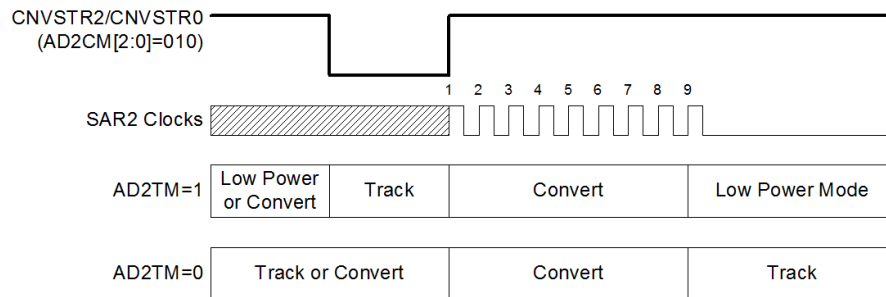 CNVSTR2/CNVSTR0
(AD2CM[2:0]=010)
1 2 3 4 5 6 7 8 9
SAR2 Clocks
AD2TM=1
Low Power
or Convert
Track
Convert
Low Power Mode
AD2TM=0
Track or Convert
Convert
Track